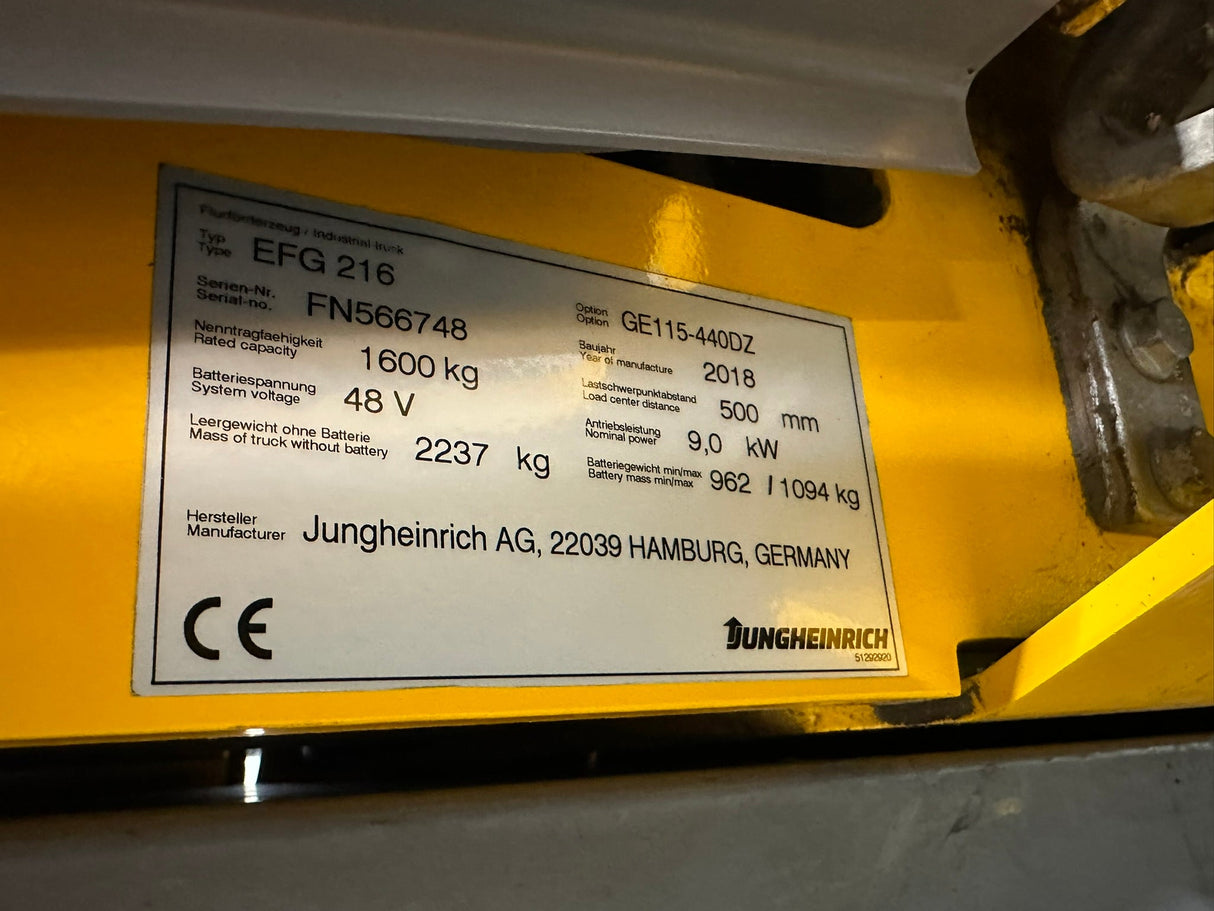 Flurförderzeug / Industrial truck
Typ
Type EFG 216
Serien-Nr.
Serial-no. FN566748
Option
Option GE115-440DZ
Nenntragfaehigkeit
Rated capacity 1600 kg
Baujahr
Year of manufacture 2018
Batteriespannung
System voltage 48 V
Lastschwerpunktabstand
Load center distance 500 mm
Antriebsleistung
Nominal power 9,0 kW
Leergewicht ohne Batterie
Mass of truck without battery 2237 kg
Batteriegewicht min/max
Battery mass min/max 962 / 1094 kg
Hersteller
Manufacturer Jungheinrich AG, 22039 HAMBURG, GERMANY
CE
JUNGHEINRICH
51292920